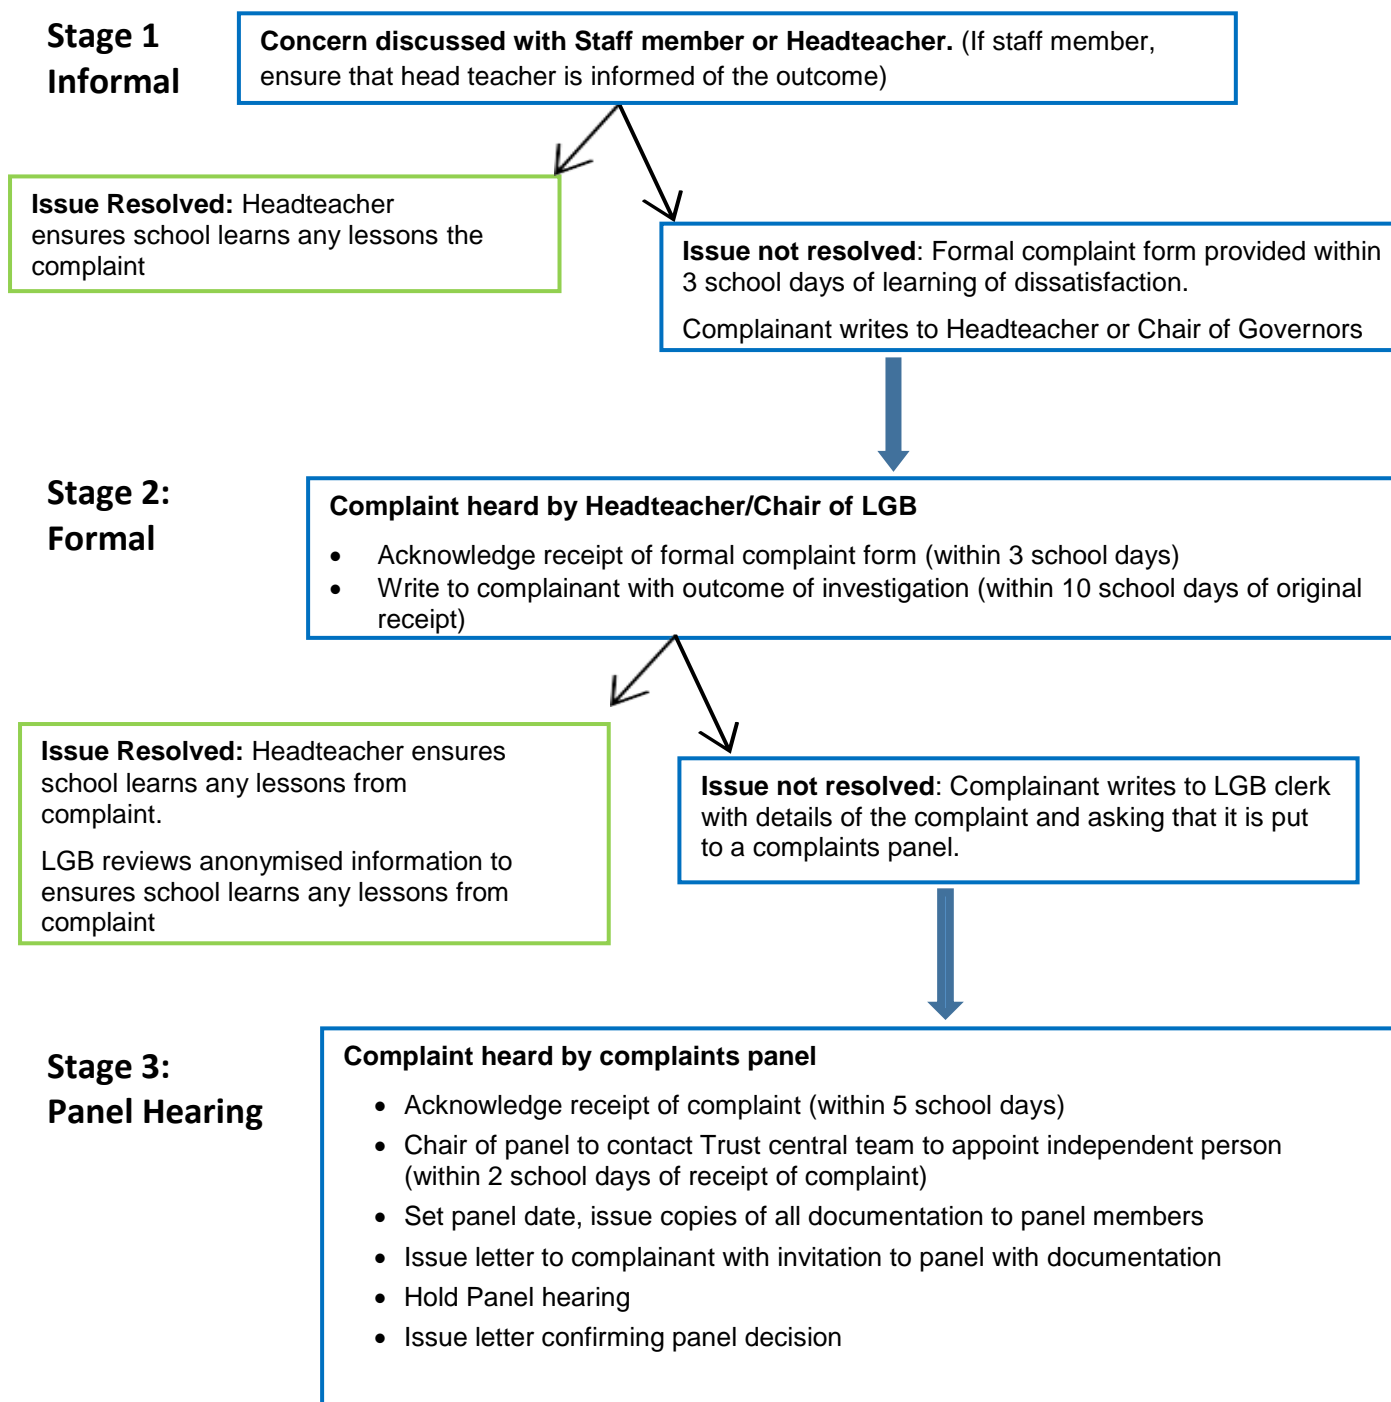 Stage 1
Informal
Concern discussed with Staff member or Headteacher. (If staff member,
ensure that head teacher is informed of the outcome)
Issue Resolved: Headteacher
ensures school learns any lessons the
complaint
Issue not resolved: Formal complaint form provided within
3 school days of learning of dissatisfaction.
Complainant writes to Headteacher or Chair of Governors
Stage 2:
Formal
Complaint heard by Headteacher/Chair of LGB
• Acknowledge receipt of formal complaint form (within 3 school days)
• Write to complainant with outcome of investigation (within 10 school days of original
receipt)
Issue Resolved: Headteacher ensures
school learns any lessons from
complaint.
LGB reviews anonymised information to
ensures school learns any lessons from
complaint
Issue not resolved: Complainant writes to LGB clerk
with details of the complaint and asking that it is put
to a complaints panel.
Stage 3:
Panel Hearing
Complaint heard by complaints panel
• Acknowledge receipt of complaint (within 5 school days)
• Chair of panel to contact Trust central team to appoint independent person
(within 2 school days of receipt of complaint)
• Set panel date, issue copies of all documentation to panel members
• Issue letter to complainant with invitation to panel with documentation
• Hold Panel hearing
• Issue letter confirming panel decision